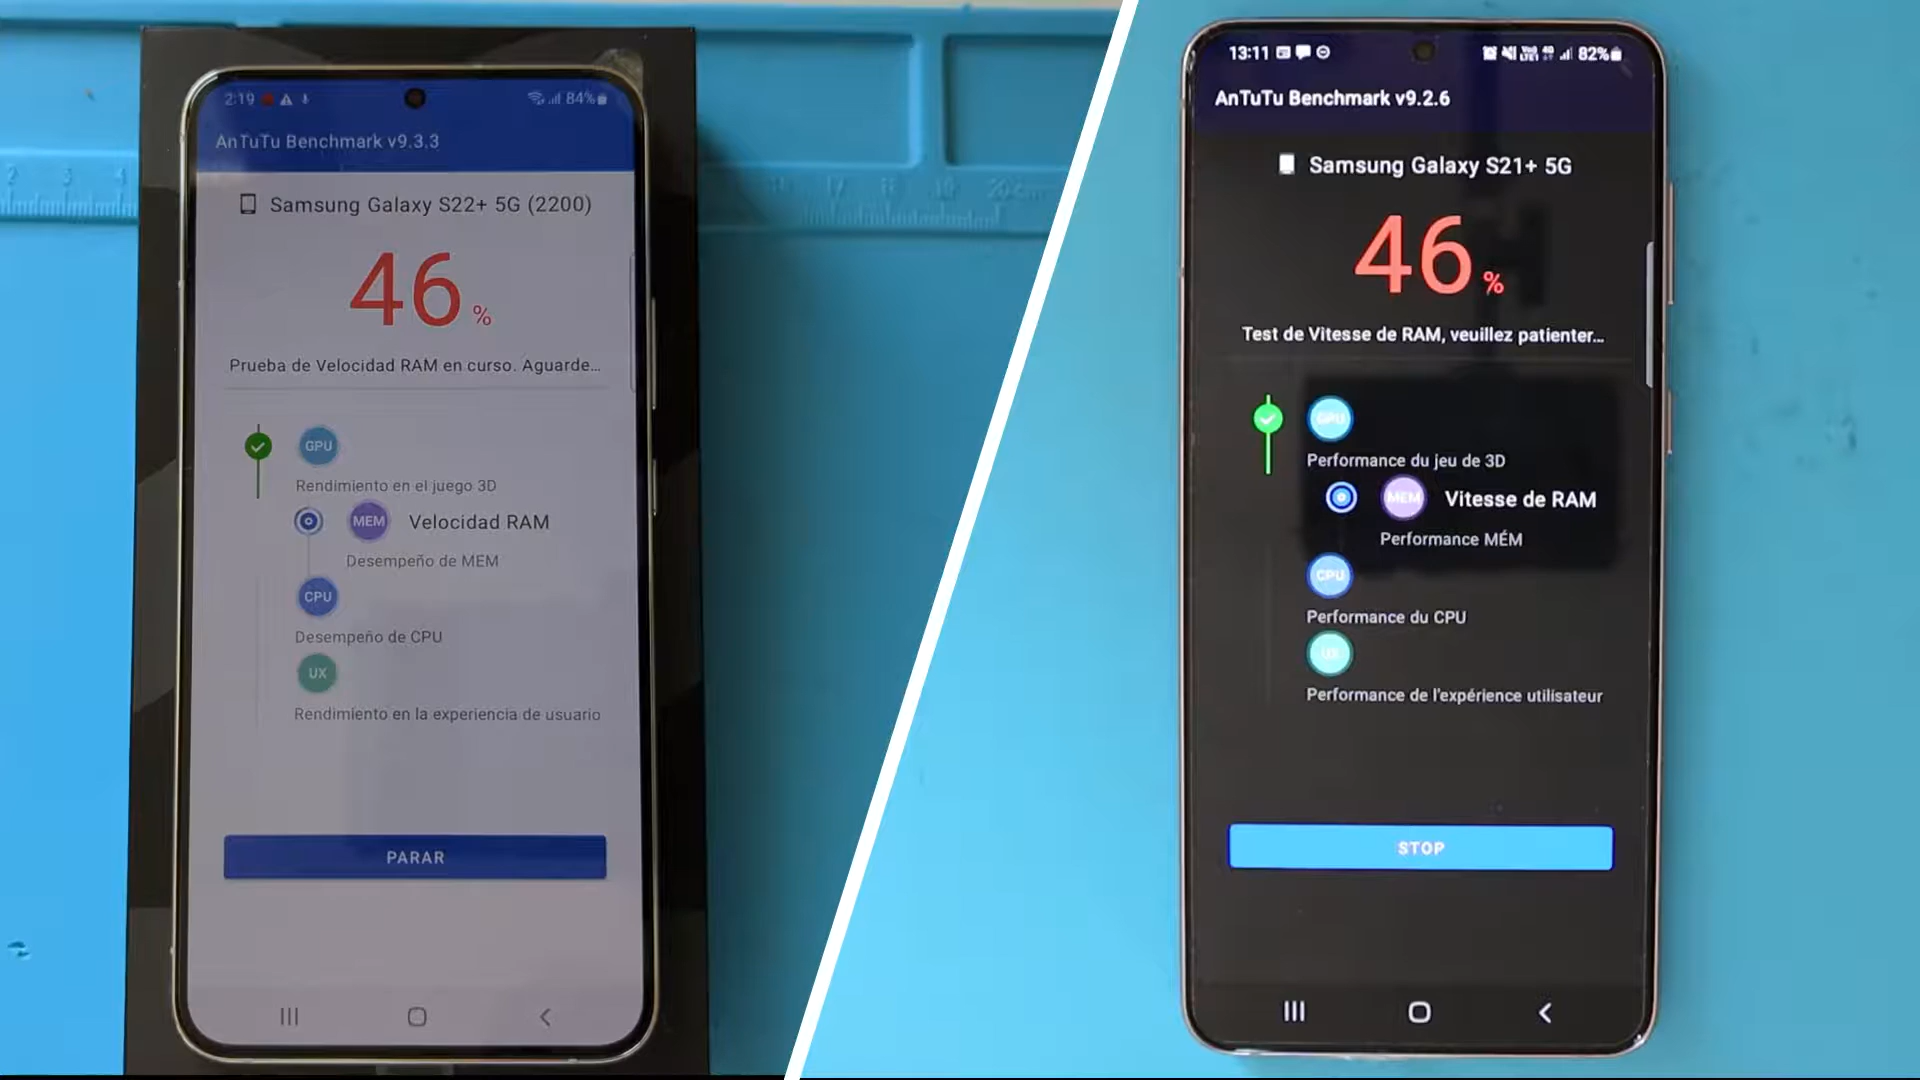 2:19
84%
AnTuTu Benchmark v9.3.3
Samsung Galaxy S22+ 5G (2200)
46 %
Prueba de Velocidad RAM en curso. Aguarde...
GPU
Rendimiento en el juego 3D
MEM Velocidad RAM
Desempeño de MEM
CPU
Desempeño de CPU
UX
Rendimiento en la experiencia de usuario
PARAR
13:11
82%
AnTuTu Benchmark v9.2.6
Samsung Galaxy S21+ 5G
46 %
Test de Vitesse de RAM, veuillez patienter...
GPU
Performance du jeu de 3D
MEM Vitesse de RAM
Performance MÉM
CPU
Performance du CPU
UX
Performance de l'expérience utilisateur
STOP